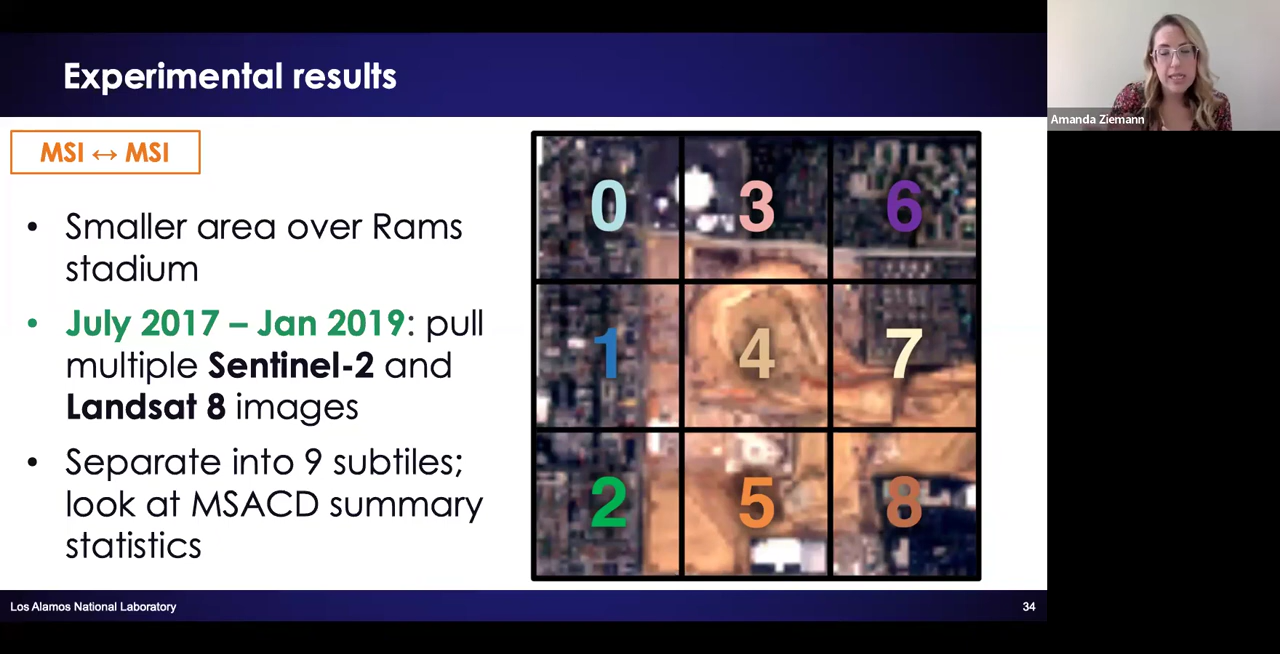 Experimental results
MSI ↔ MSI
• Smaller area over Rams
stadium
• July 2017 – Jan 2019: pull
multiple Sentinel-2 and
Landsat 8 images
• Separate into 9 subtiles;
look at MSACD summary
statistics
0 3 6
1 4 7
2 5 8
Los Alamos National Laboratory
34
Amanda Ziemann